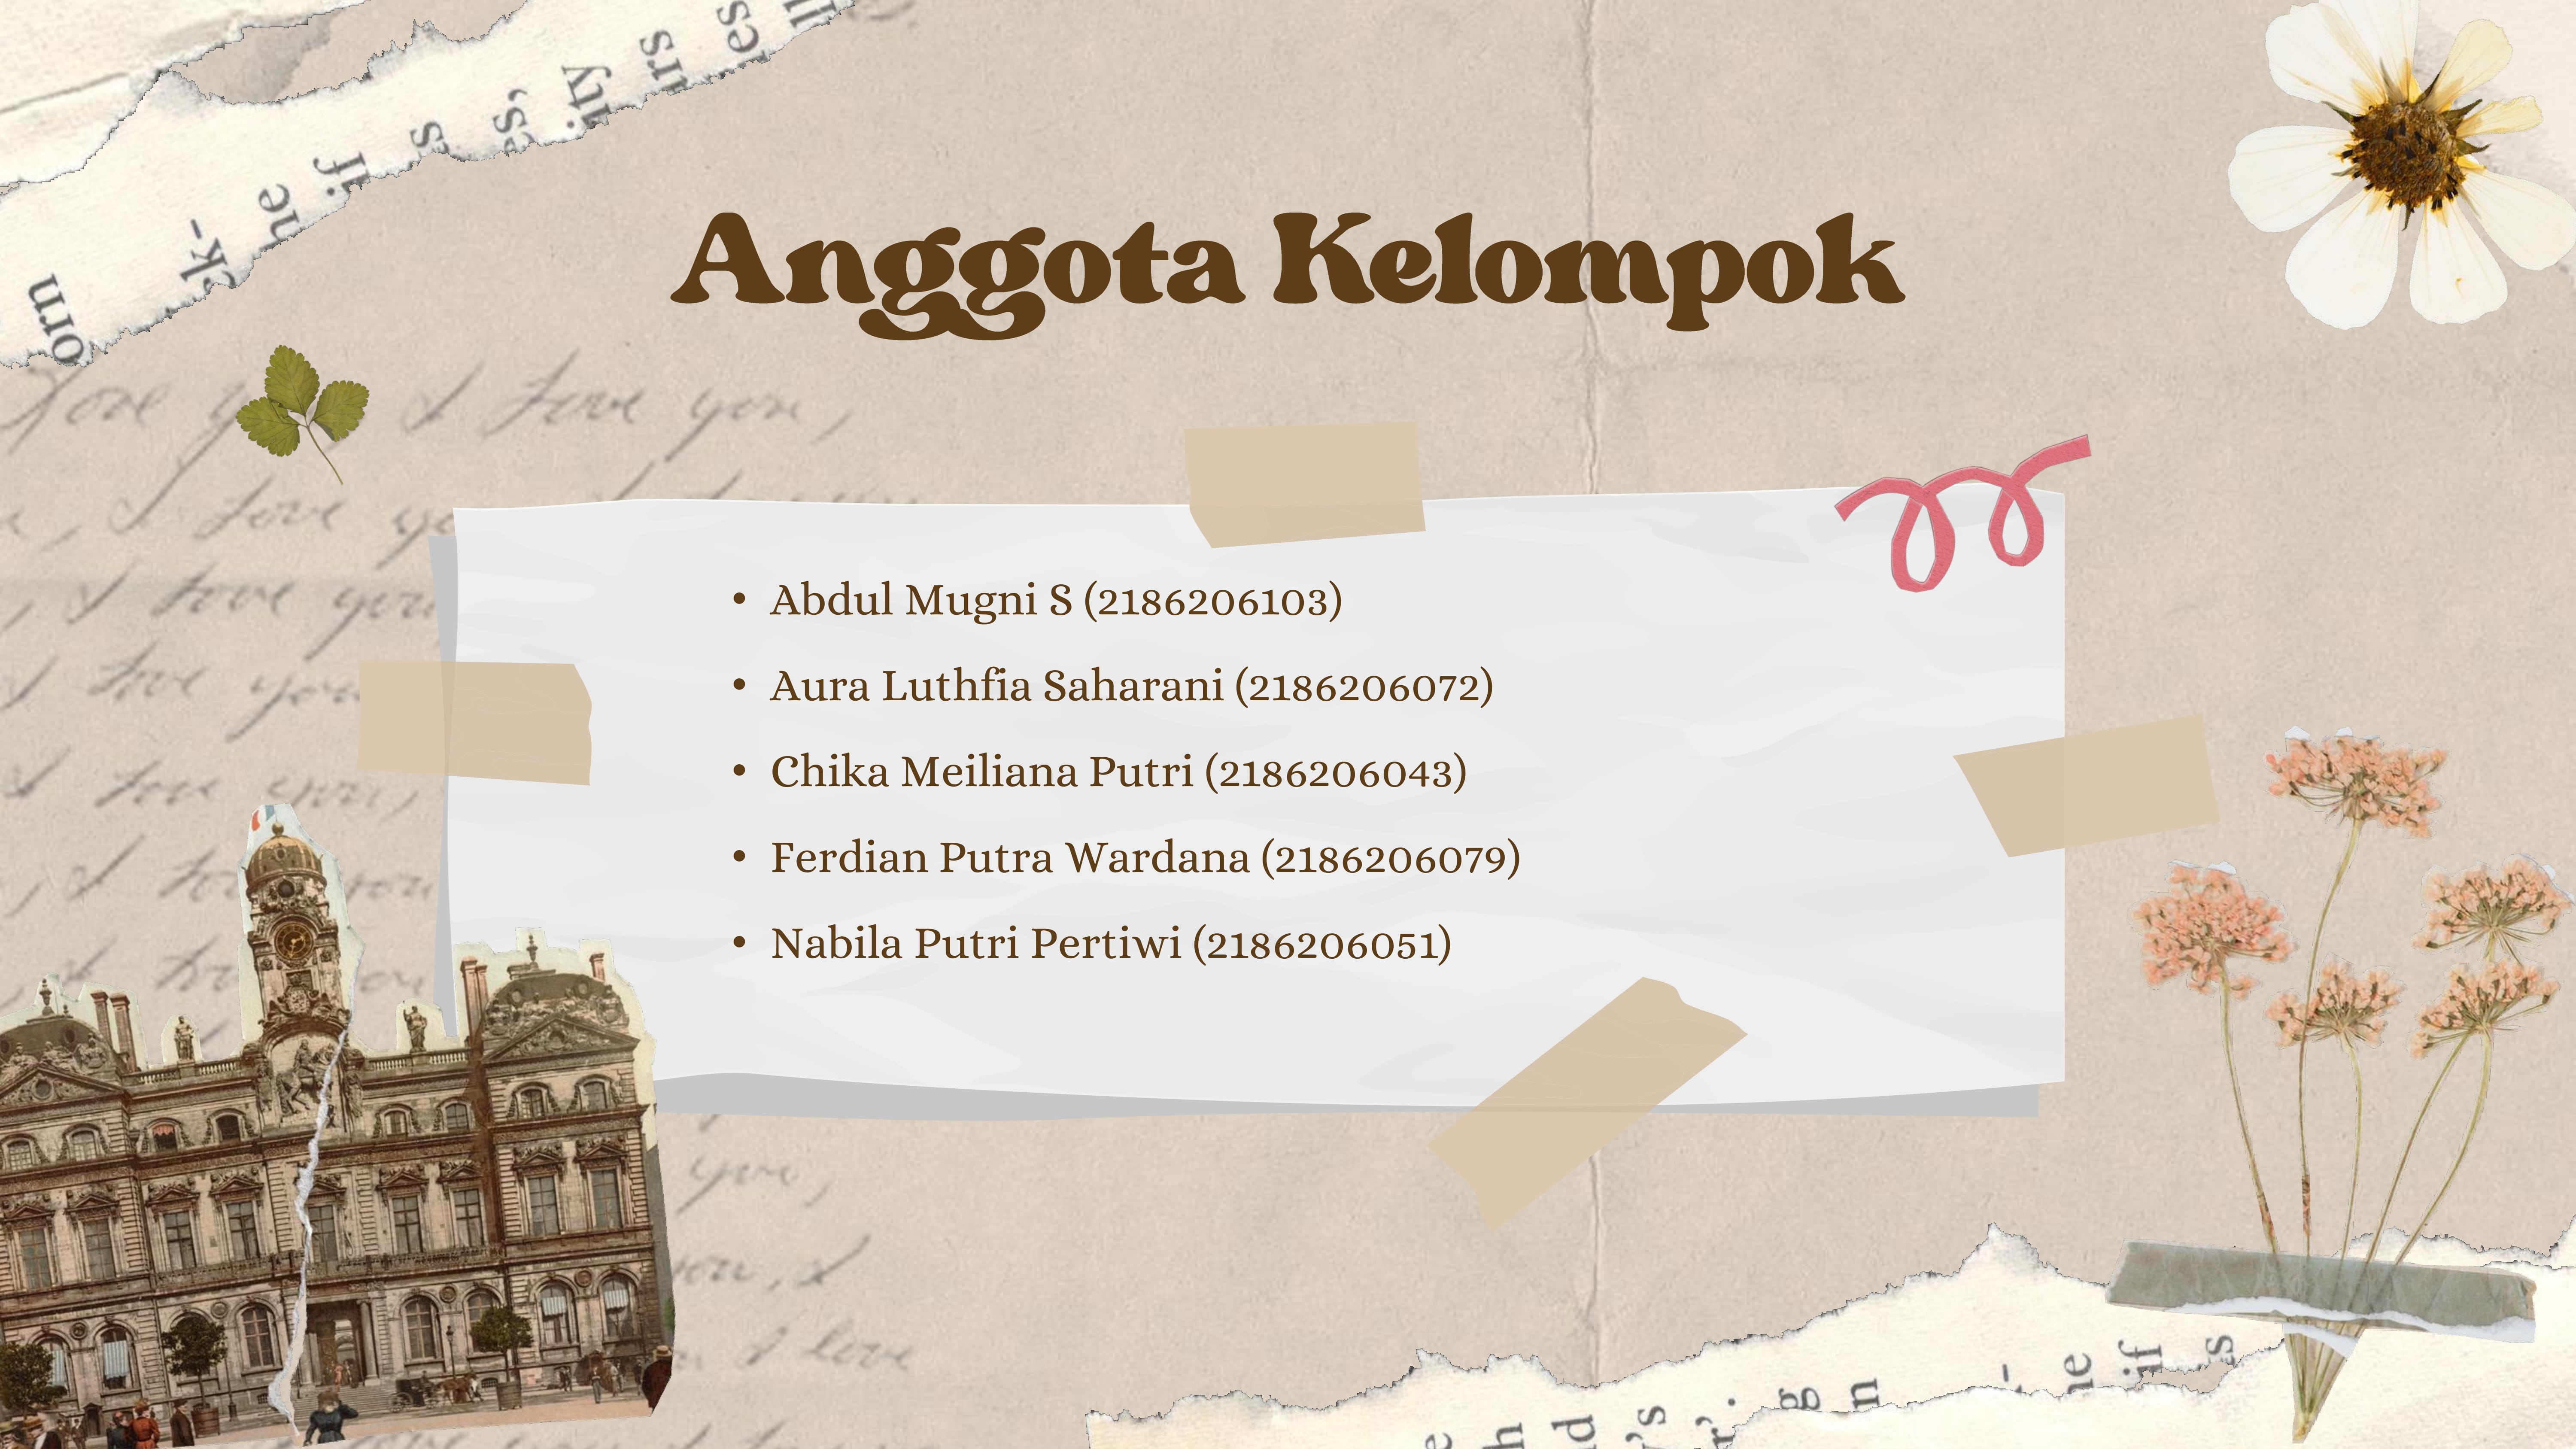 Anggota Kelompok
• Abdul Mugni S (2186206103)
• Aura Luthfia Saharani (2186206072)
• Chika Meiliana Putri (2186206043)
• Ferdian Putra Wardana (2186206079)
• Nabila Putri Pertiwi (2186206051)